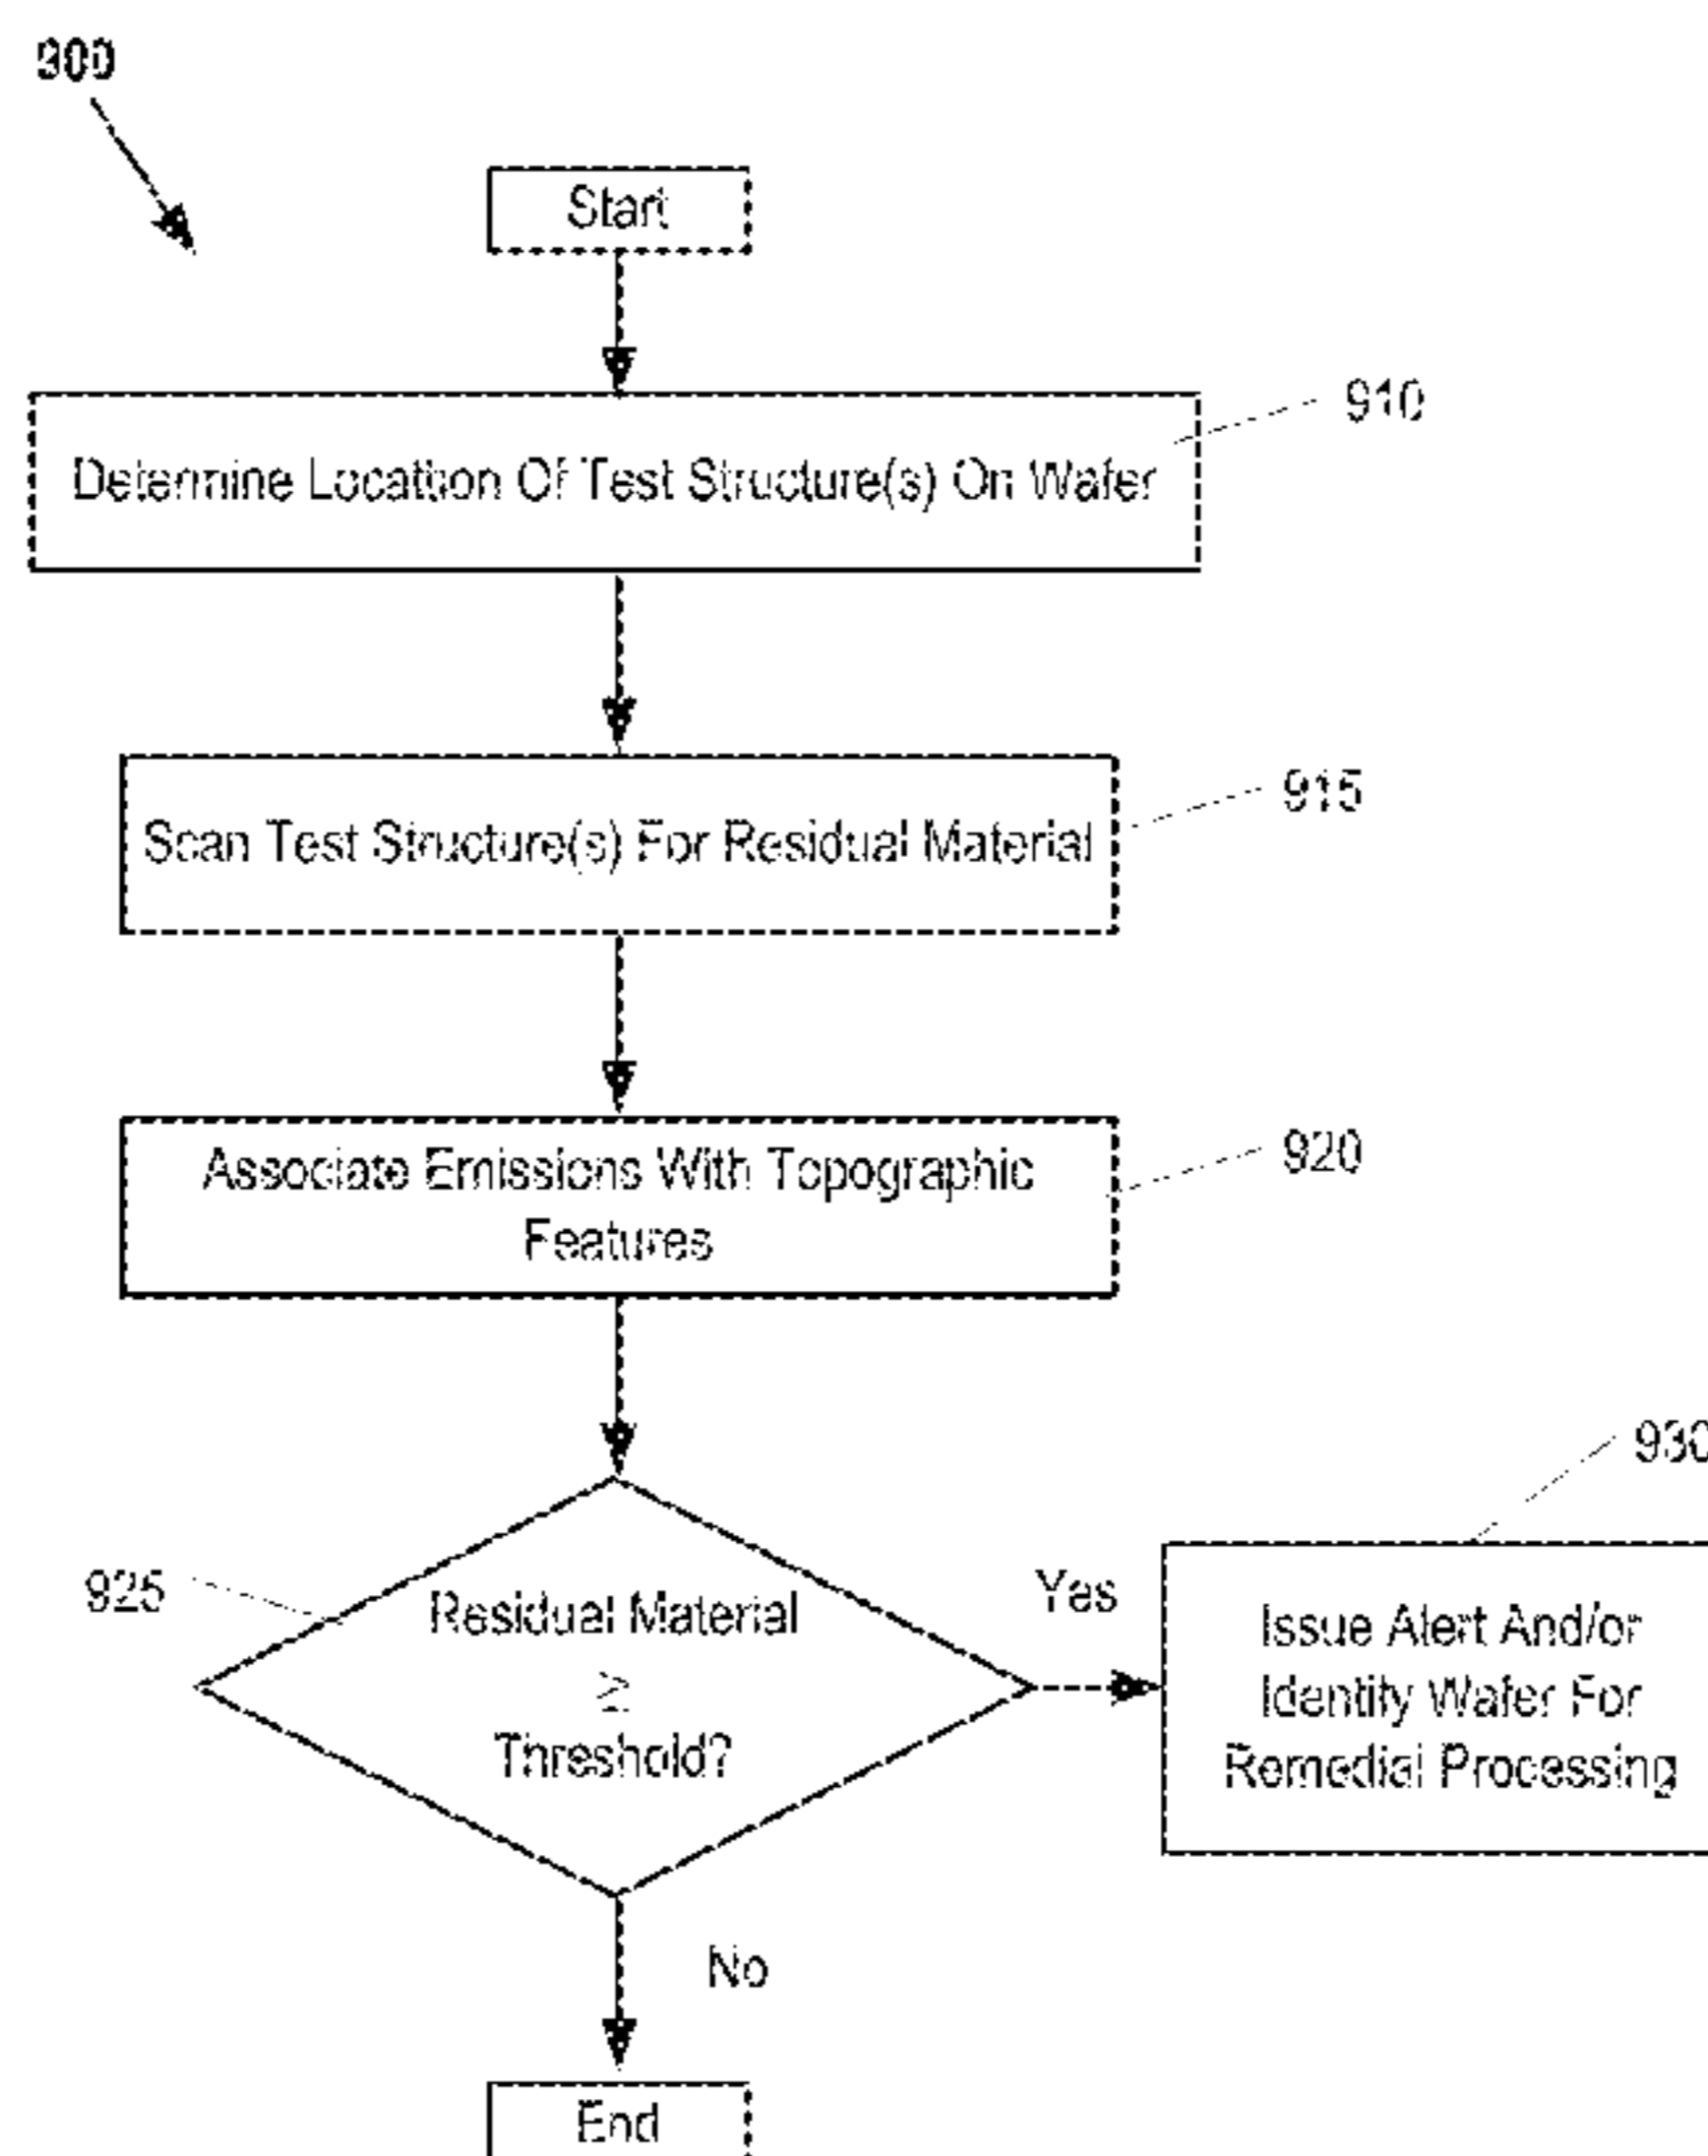 900
Start
910
Determine Location Of Test Structure(s) On Wafer
915
Scan Test Structure(s) For Residual Material
920
Associate Emissions With Topographic
Features
930
925
Residual Material
≥
Threshold?
Yes
Issue Alert And/or
Identify Wafer For
Remedial Processing
No
End